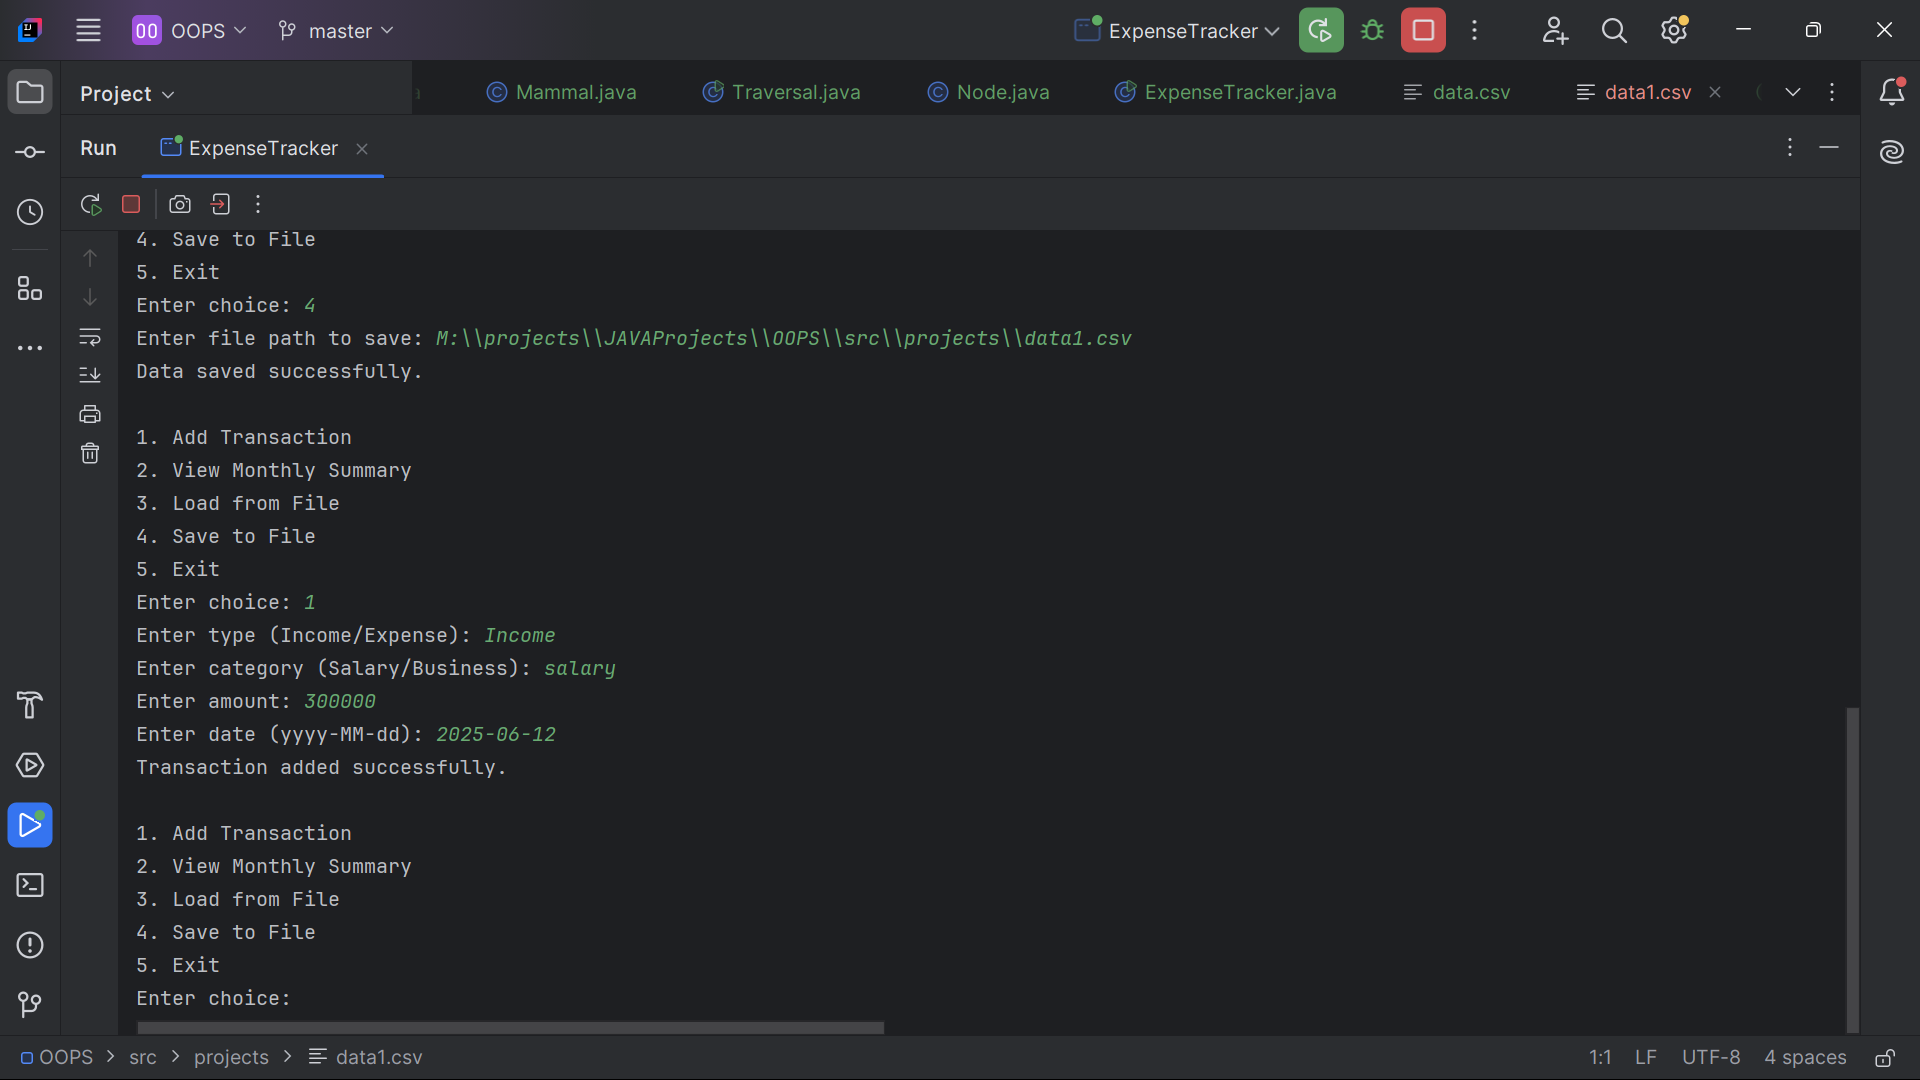 OO OOPS master ExpenseTracker
Project Mammal.java Traversal.java Node.java ExpenseTracker.java data.csv data1.csv
Run ExpenseTracker
4. Save to File
5. Exit
Enter choice: 4
Enter file path to save: M:\\projects\\JAVAProjects\\OOPS\\src\\projects\\data1.csv
Data saved successfully.
1. Add Transaction
2. View Monthly Summary
3. Load from File
4. Save to File
5. Exit
Enter choice: 1
Enter type (Income/Expense): Income
Enter category (Salary/Business): salary
Enter amount: 300000
Enter date (yyyy-MM-dd): 2025-06-12
Transaction added successfully.
1. Add Transaction
2. View Monthly Summary
3. Load from File
4. Save to File
5. Exit
Enter choice:
OOPS > src > projects > data1.csv 1:1 LF UTF-8 4 spaces